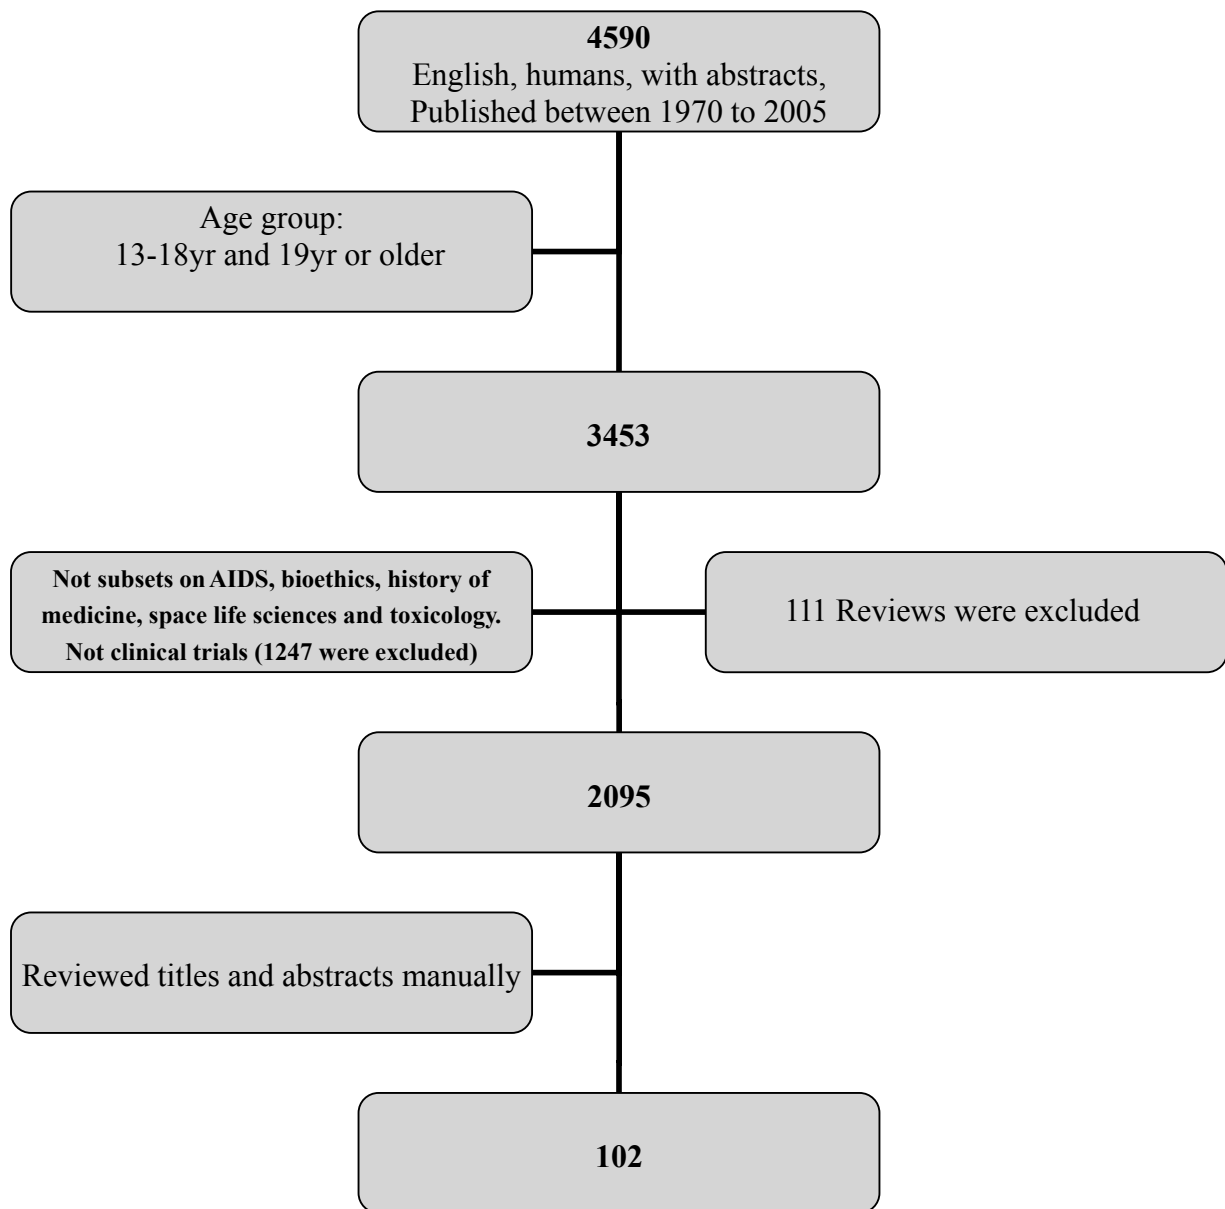 4590
English, humans, with abstracts,
Published between 1970 to 2005
Age group:
13-18yr and 19yr or older
3453
Not subsets on AIDS, bioethics, history of
medicine, space life sciences and toxicology.
Not clinical trials (1247 were excluded)
111 Reviews were excluded
2095
Reviewed titles and abstracts manually
102